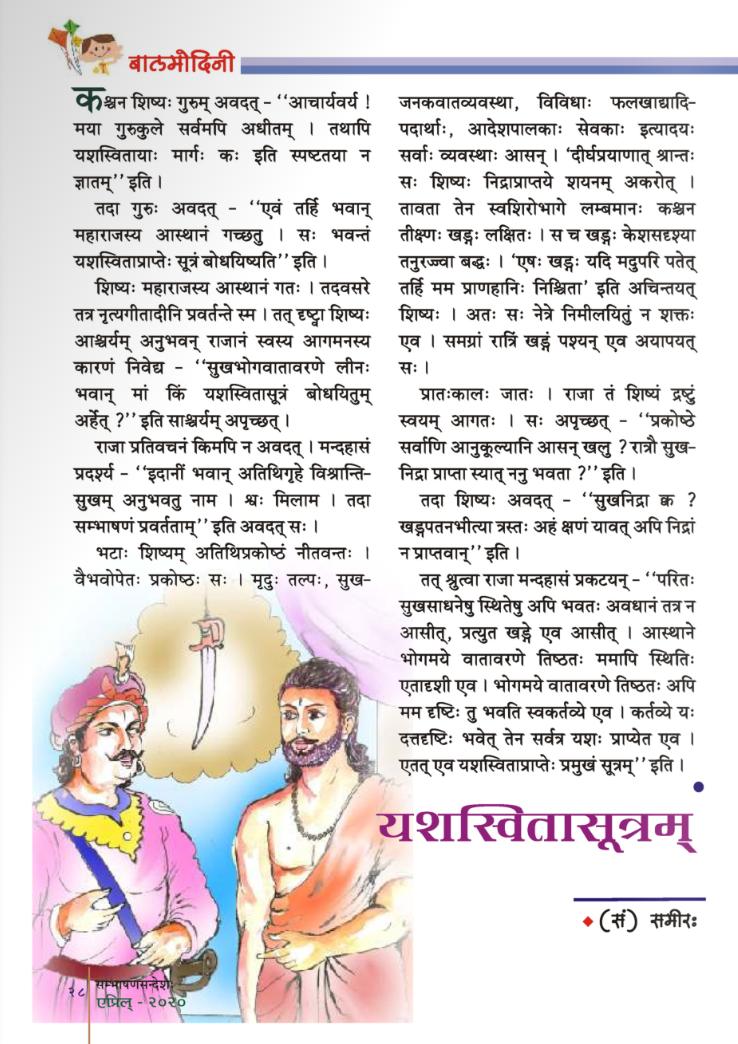 बालमोदिनी
कश्चन शिष्यः गुरुम् अवदत् - ‘‘आचार्यवर्य !
मया गुरुकुले सर्वमपि अधीतम् । तथापि
यशस्वितायाः मार्गः कः इति स्पष्टतया न
ज्ञातम्’’ इति ।
तदा गुरुः अवदत् - ‘‘एवं तर्हि भवान्
महाराजस्य आस्थानं गच्छतु । सः भवन्तं
यशस्विताप्राप्तेः सूत्रं बोधयिष्यति’’ इति ।
शिष्यः महाराजस्य आस्थानं गतः । तदवसरे
तत्र नृत्यगीतादीनि प्रवर्तन्ते स्म । तत् दृष्ट्वा शिष्यः
आश्चर्यम् अनुभवन् राजानं स्वस्य आगमनस्य
कारणं निवेद्य - ‘‘सुखभोगवातावरणे लीनः
भवान् मां किं यशस्वितासूत्रं बोधयितुम्
अर्हेत् ?’’ इति साश्चर्यम् अपृच्छत् ।
राजा प्रतिवचनं किमपि न अवदत् । मन्दहासं
प्रदर्श्य - ‘‘इदानीं भवान् अतिथिगृहे विश्रान्ति-
सुखम् अनुभवतु नाम । श्वः मिलाम । तदा
सम्भाषणं प्रवर्तताम्’’ इति अवदत् सः ।
भटाः शिष्यम् अतिथिप्रकोष्ठं नीतवन्तः ।
वैभवोपेतः प्रकोष्ठः सः । मृदुः तल्पः, सुख-
जनकवातव्यवस्था, विविधाः फलखाद्यादि-
पदार्थाः, आदेशपालकाः सेवकाः इत्यादयः
सर्वाः व्यवस्थाः आसन् । ‘दीर्घप्रयाणात् श्रान्तः
सः शिष्यः निद्राप्राप्तये शयनम् अकरोत् ।
तावता तेन स्वशिरोभागे लम्बमानः कश्चन
तीक्ष्णः खड्गः लक्षितः । स च खड्गः केशसदृश्या
तनुरज्ज्वा बद्धः । ‘एषः खड्गः यदि मदुपरि पतेत्
तर्हि मम प्राणहानिः निश्चिता’ इति अचिन्तयत्
शिष्यः । अतः सः नेत्रे निमीलयितुं न शक्तः
एव । समग्रां रात्रिं खड्गं पश्यन् एव अयापयत्
सः ।
प्रातःकालः जातः । राजा तं शिष्यं द्रष्टुं
स्वयम् आगतः । सः अपृच्छत् - ‘‘प्रकोष्ठे
सर्वाणि आनुकूल्यानि आसन् खलु ? रात्रौ सुख-
निद्रा प्राप्ता स्यात् ननु भवता ?’’ इति ।
तदा शिष्यः अवदत् - ‘‘सुखनिद्रा क्व ?
खड्गपतनभीत्या त्रस्तः अहं क्षणं यावत् अपि निद्रां
न प्राप्तवान्’’ इति ।
तत् श्रुत्वा राजा मन्दहासं प्रकटयन् - ‘‘परितः
सुखसाधनेषु स्थितेषु अपि भवतः अवधानं तत्र न
आसीत्, प्रत्युत खड्गे एव आसीत् । आस्थाने
भोगमये वातावरणे तिष्ठतः ममापि स्थितिः
एतादृशी एव । भोगमये वातावरणे तिष्ठतः अपि
मम दृष्टिः तु भवति स्वकर्तव्ये एव । कर्तव्ये यः
दत्तदृष्टिः भवेत् तेन सर्वत्र यशः प्राप्येत एव ।
एतत् एव यशस्विताप्राप्तेः प्रमुखं सूत्रम्’’ इति ।
यशस्वितासूत्रम्
(सं) समीरः
२८ सम्भाषणसन्देशः
एप्रिल् - २०२०